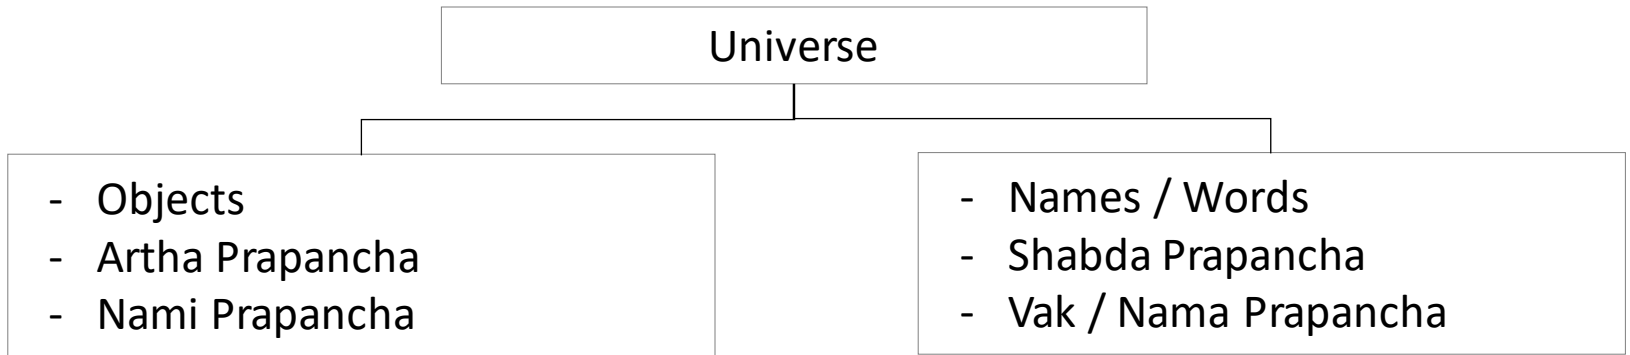 Universe
- Objects
- Artha Prapancha
- Nami Prapancha
- Names / Words
- Shabda Prapancha
- Vak / Nama Prapancha